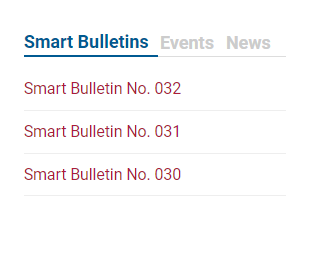 Smart Bulletins Events News
Smart Bulletin No. 032
Smart Bulletin No. 031
Smart Bulletin No. 030